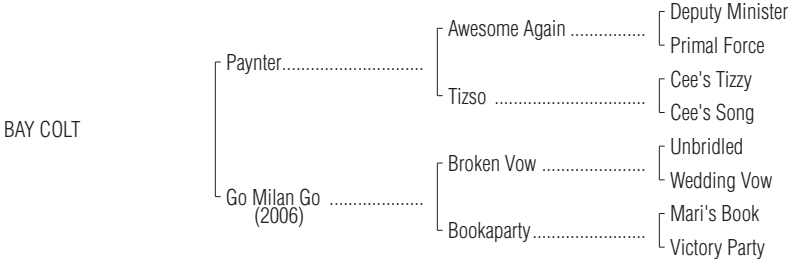 Deputy Minister
Awesome Again ................
Primal Force
Paynter..............................
Cee's Tizzy
Tizso ................................
Cee's Song
BAY COLT
Unbridled
Broken Vow ......................
Wedding Vow
Go Milan Go ....................
(2006)
Mari's Book
Bookaparty........................
Victory Party